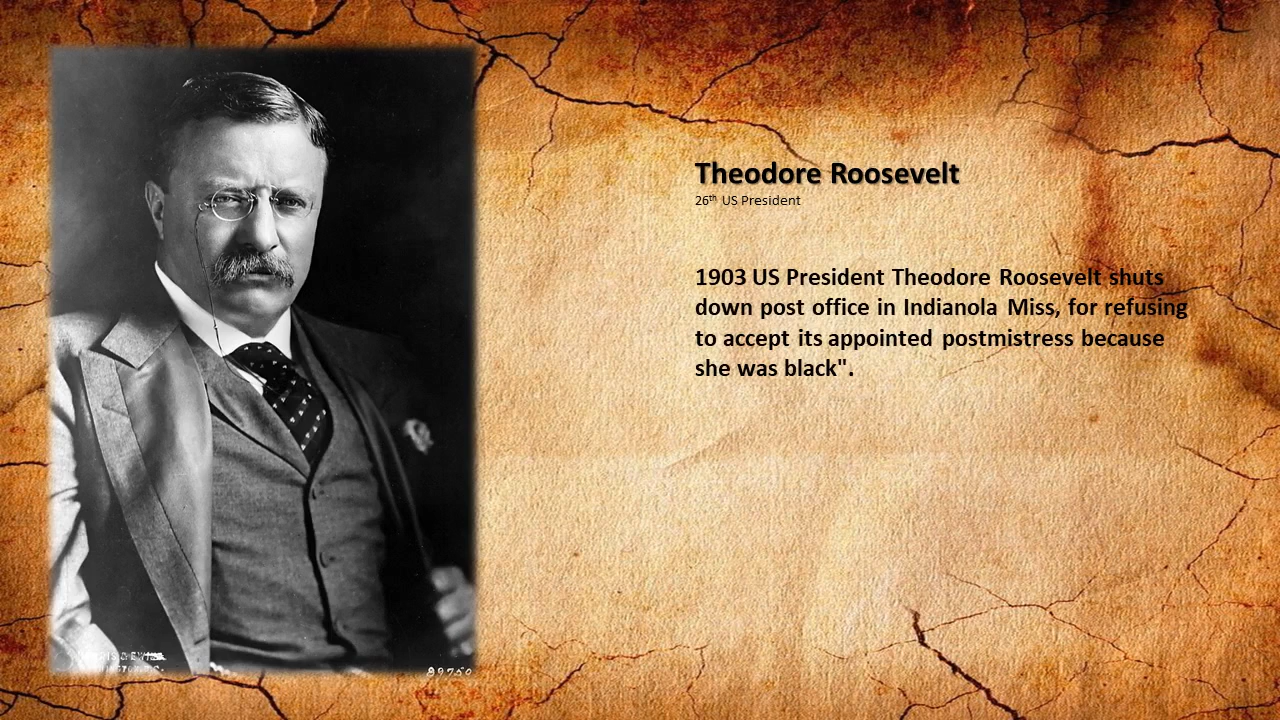 Theodore Roosevelt
26th US President
1903 US President Theodore Roosevelt shuts
down post office in Indianola Miss, for refusing
to accept its appointed postmistress because
she was black".
89750